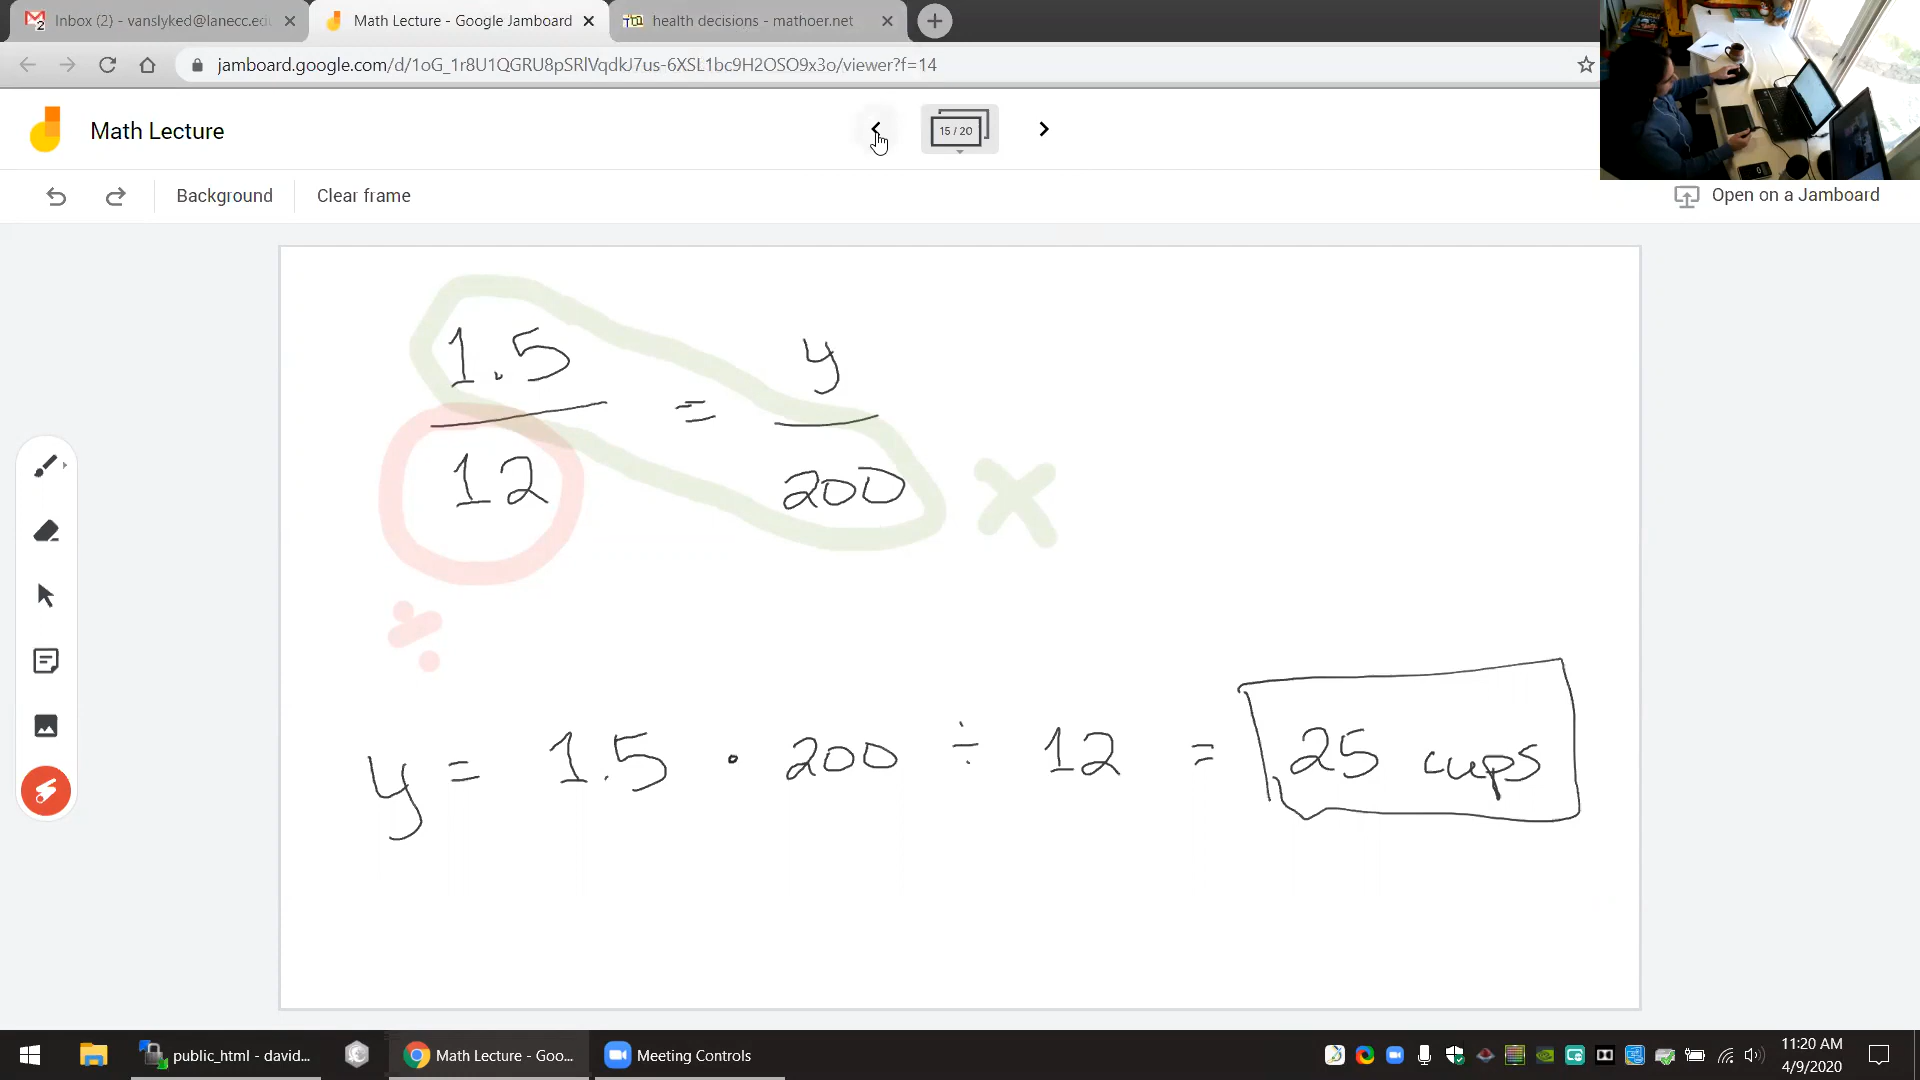 Inbox (2) - vanslyked@lanecc.edu
Math Lecture - Google Jamboard
health decisions - mathoer.net
jamboard.google.com/d/1oG_1r8U1QGRU8pSRlVqdkJ7us-6XSL1bc9H2OSO9x3o/viewer?f=14
Math Lecture
15 / 20
Background
Clear frame
Open on a Jamboard
1.5 = y
12 200 ×
÷
y = 1.5 · 200 ÷ 12 = 25 cups
public_html - david...
Math Lecture - Goo...
Meeting Controls
11:20 AM
4/9/2020